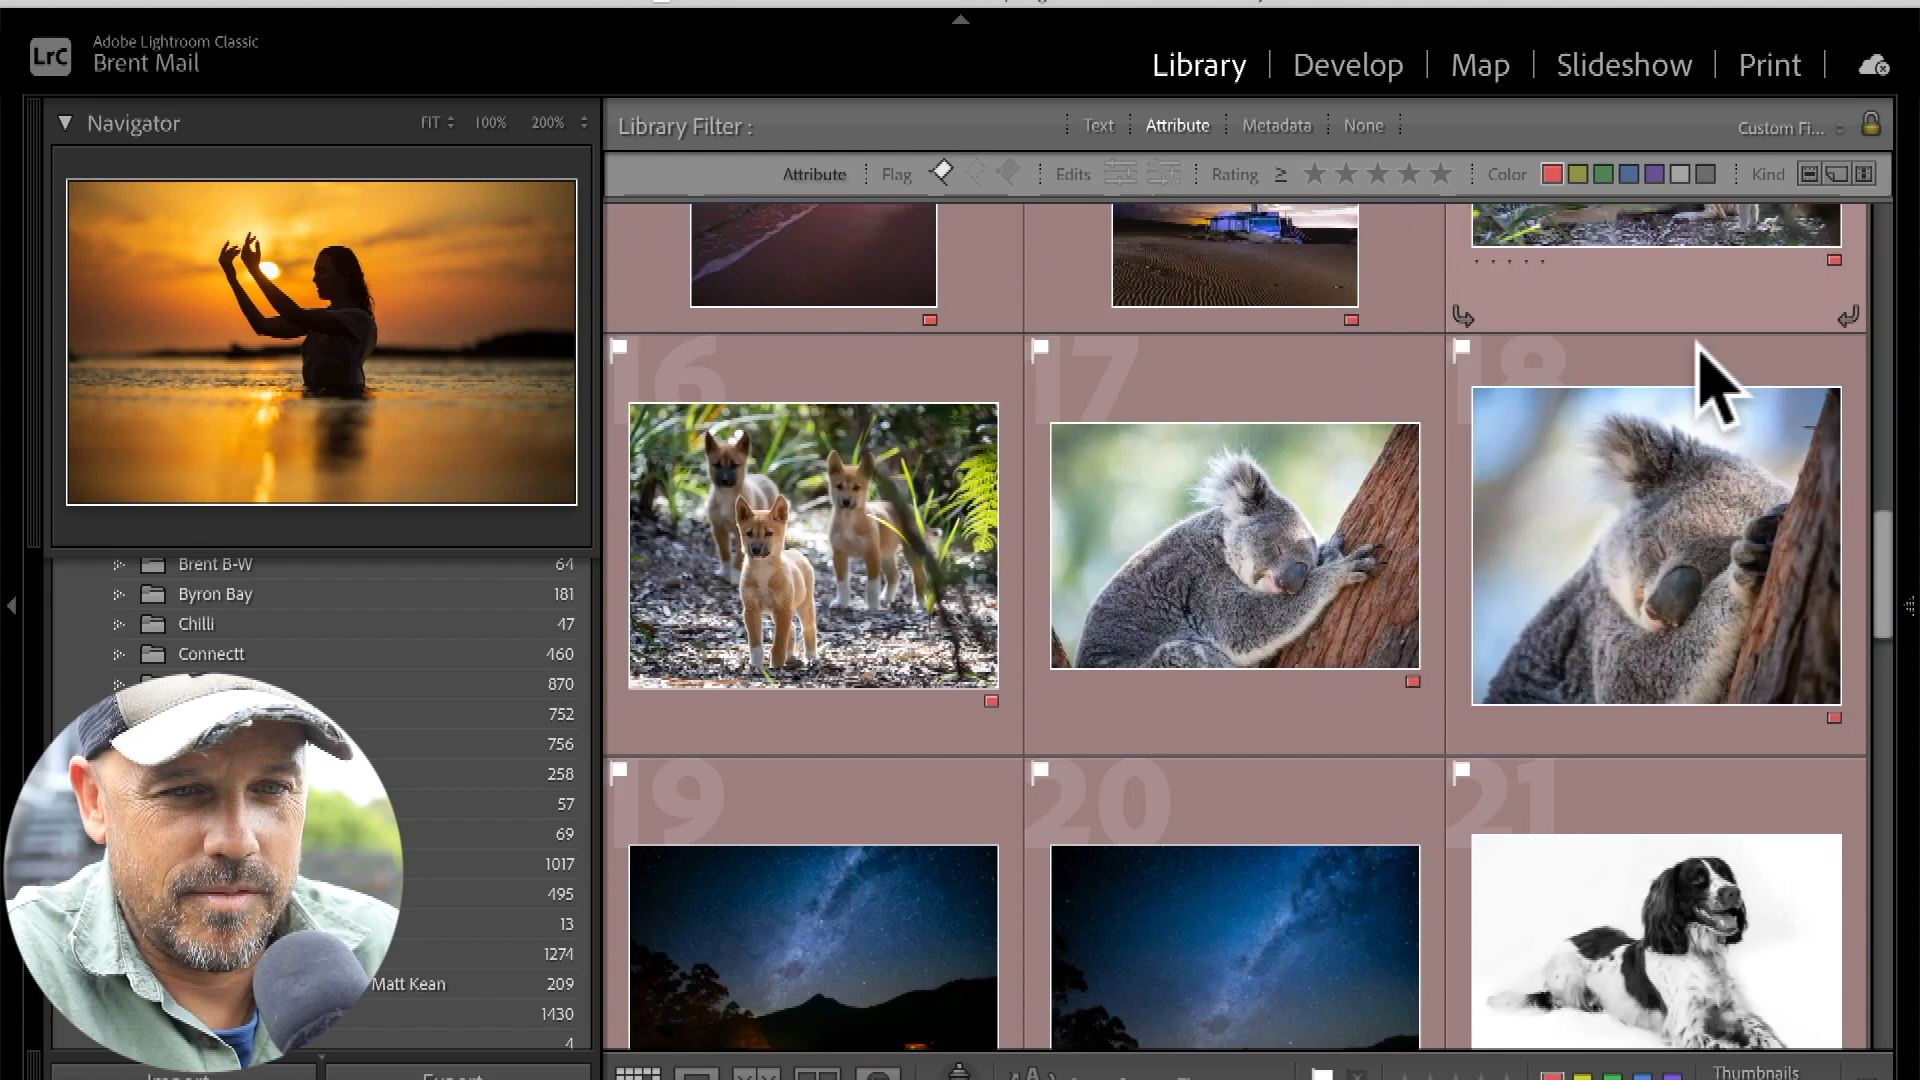 LrC
Adobe Lightroom Classic
Brent Mail
Library | Develop | Map | Slideshow | Print |
Navigator
FIT
100%
200%
Library Filter :
Text
Attribute
Metadata
None
Custom Fi...
Attribute
Flag
Edits
Rating
≥
Color
Kind
16
17
18
Brent B-W 64
Byron Bay 181
Chilli 47
Connectt 460
870
752
756
258
57
69
1017
495
13
1274
Matt Kean 209
1430
4
19
20
21
Thumbnails